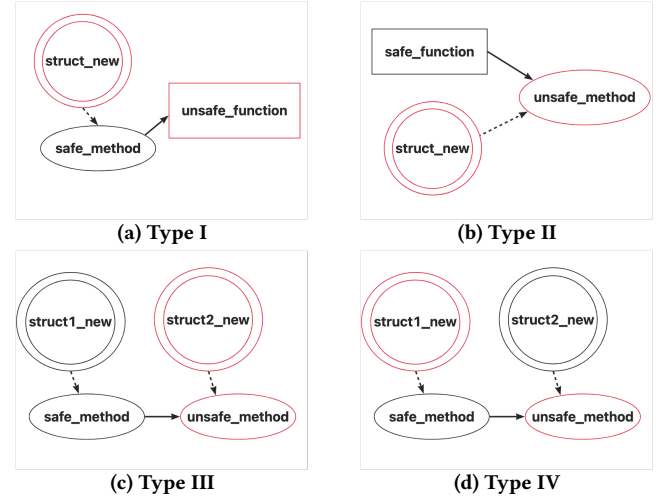 struct_new
unsafe_function
safe_method
(a) Type I
safe_function
unsafe_method
struct_new
(b) Type II
struct1_new
struct2_new
safe_method
unsafe_method
(c) Type III
struct1_new
struct2_new
safe_method
unsafe_method
(d) Type IV